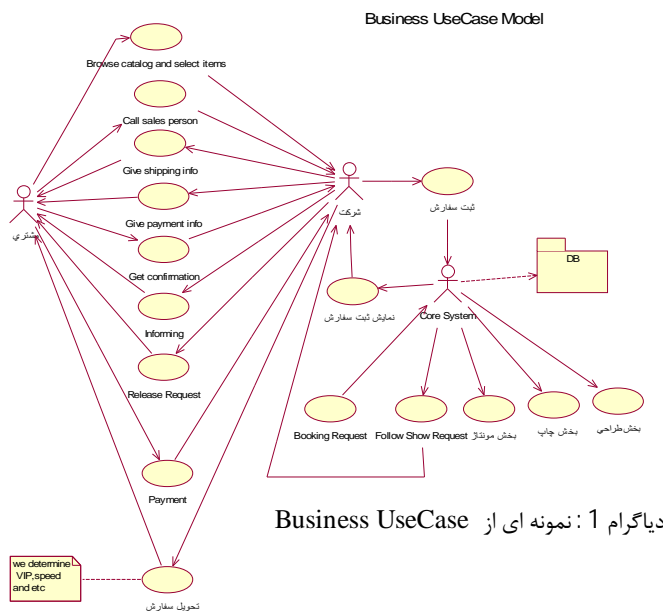 Business UseCase Model
Browse catalog and select items
Call sales person
Give shipping info
شركت
ثبت سفارش
مشتري
Give payment info
DB
Get confirmation
Core System
نمايش ثبت سفارش
Informing
Release Request
Booking Request
Follow Show Request
بخش مونتاژ
بخش چاپ
بخش طراحي
Payment
دیاگرام 1 : نمونه ای از Business UseCase
we determine
VIP,speed
and etc
تحويل سفارش